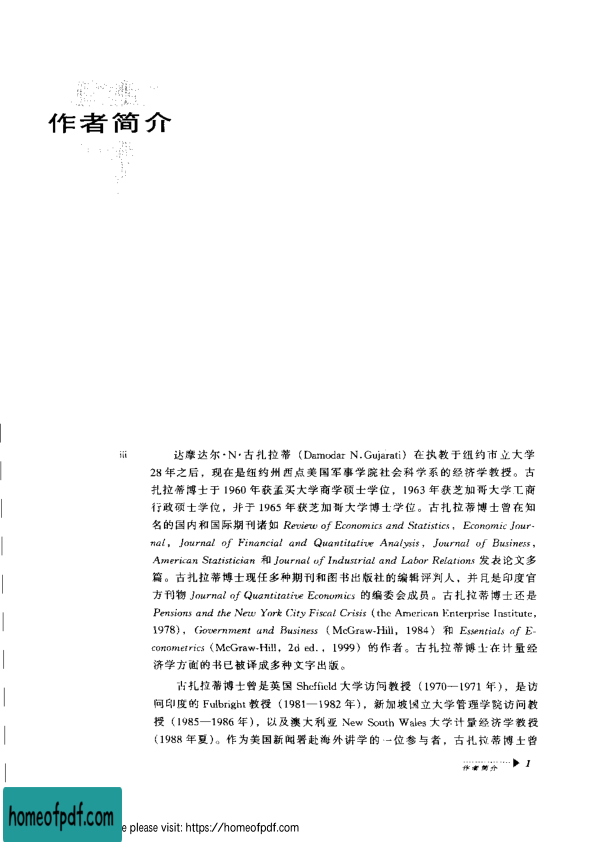 作者简介
iii
达摩达尔·N·古扎拉蒂（Damodar N.Gujarati）在执教于纽约市立大学
28年之后，现在是纽约州西点美国军事学院社会科学系的经济学教授。古
扎拉蒂博士于1960年获孟买大学商学硕士学位，1963年获芝加哥大学工商
行政硕士学位，并于1965年获芝加哥大学博士学位。古扎拉蒂博士曾在知
名的国内和国际期刊诸如 Review of Economics and Statistics, Economic Jour-
nal, Journal of Financial and Quantitative Analysis, Journal of Business,
American Statistician 和 Journal of Industrial and Labor Relations 发表论文多
篇。古扎拉蒂博士现任多种期刊和图书出版社的编辑评判人，并且是印度官
方刊物 Journal of Quantitative Economics 的编委会成员。古扎拉蒂博士还是
Pensions and the New York City Fiscal Crisis (the American Enterprise Institute,
1978), Government and Business (McGraw-Hill, 1984) 和 Essentials of E-
conometrics (McGraw-Hill, 2d ed., 1999) 的作者。古扎拉蒂博士在计量经
济学方面的书已被译成多种文字出版。
古扎拉蒂博士曾是英国 Sheffield 大学访问教授（1970—1971年），是访
问印度的 Fulbright 教授（1981—1982年），新加坡国立大学管理学院访问教
授（1985—1986年），以及澳大利亚 New South Wales 大学计量经济学教授
（1988年夏）。作为美国新闻署赴海外讲学的一位参与者，古扎拉蒂博士曾
作者简介 1
homeofpdf.com
e please visit: https://homeofpdf.com